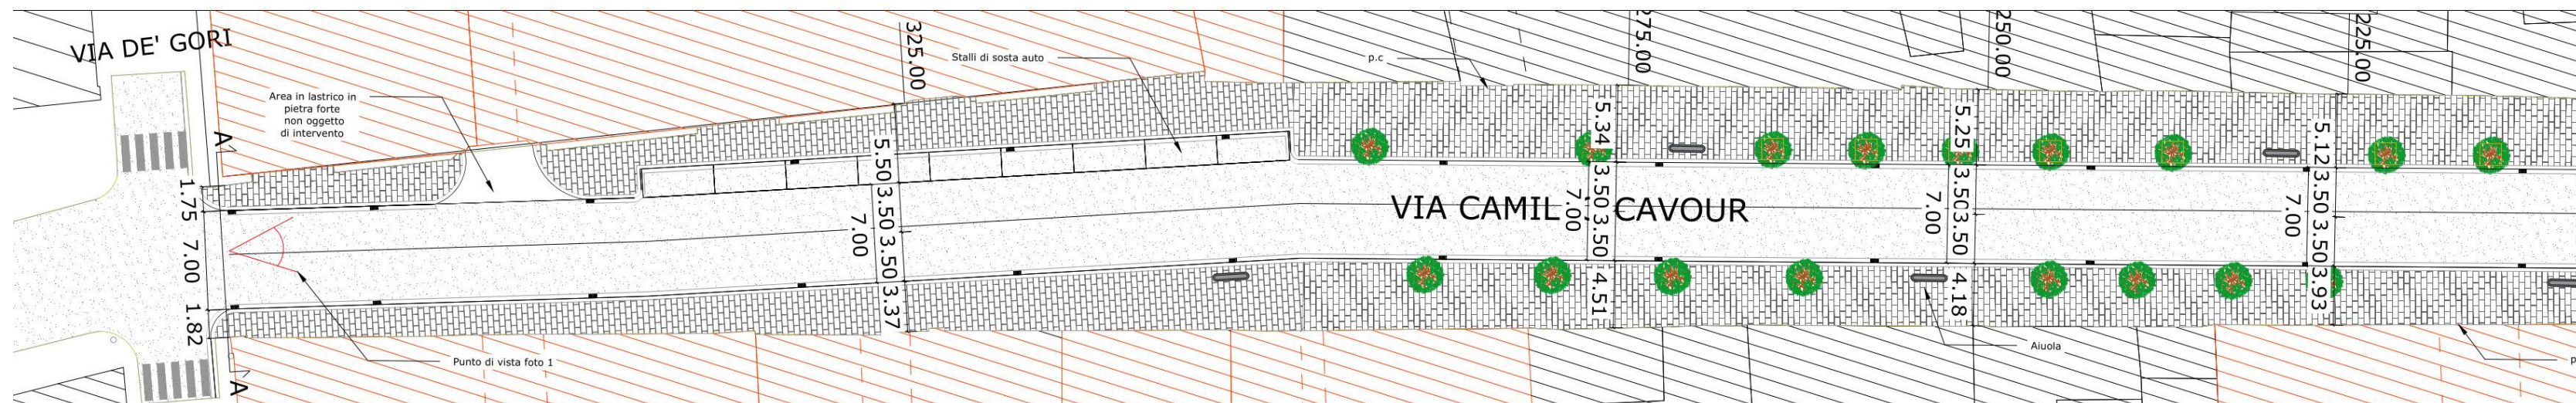 VIA DE' GORI
Area in lastrico in
pietra forte
non oggetto
di intervento
A
325.00
Stalli di sosta auto
p.c
275.00
250.00
225.00
1.75
7.00
1.82
A
Punto di vista foto 1
5.50
3.50
3.50
7.00
3.37
VIA CAMIL
CAVOUR
5.34
3.50
3.50
7.00
4.51
5.25
3.50
3.50
7.00
4.18
Aiuola
5.12
3.50
3.50
7.00
3.93
p